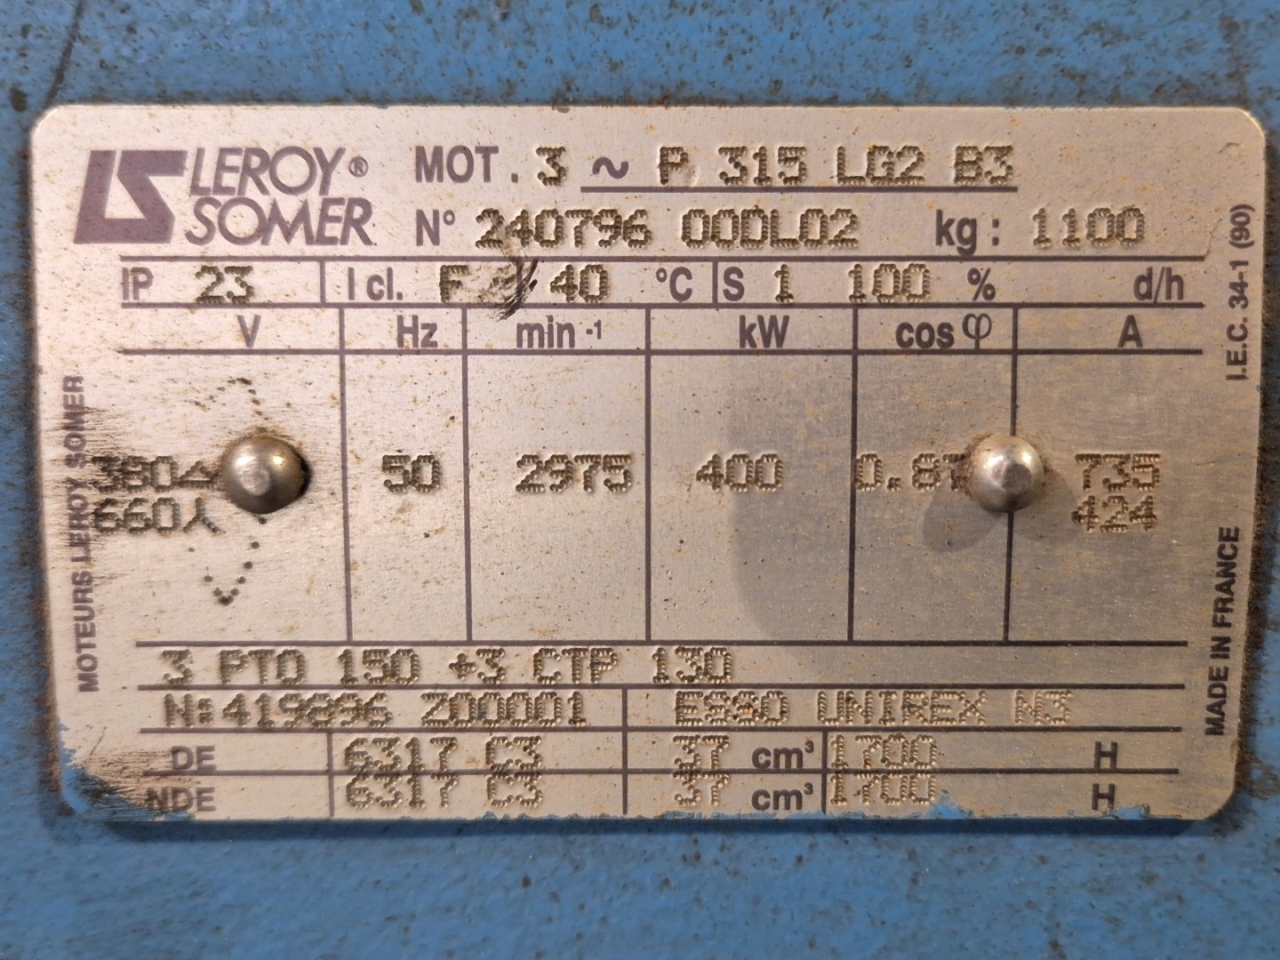 LEROY® SOMER
MOT. 3 ~ P 315 LG2 B3
N° 240796 00DL02 kg: 1100
IP 23 I cl. F 40 °C S 1 100 % d/h
V Hz min-1 kW cos φ A
380Δ 50 2975 400 735
660Y 424
3 PTO 150 +3 CTP 130
N:419896 Z00001 ESSO UNIREX N3
DE 6317 C3 37 cm³ 1700 H
NDE 6317 C3 37 cm³ 1700 H
MOTEURS LEROY SOMER
I.E.C. 34-1 (90)
MADE IN FRANCE